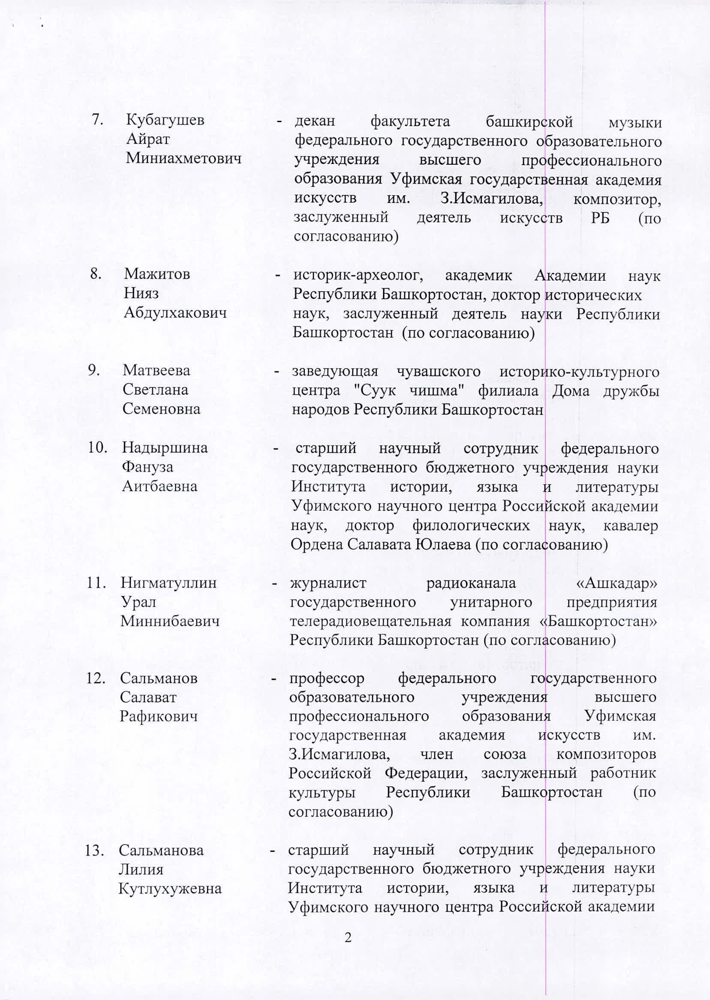 7. Кубагушев - декан факультета башкирской музыки
Айрат федерального государственного образовательного
Миниахметович учреждения высшего профессионального
образования Уфимская государственная академия
искусств им. З.Исмагилова, композитор,
заслуженный деятель искусств РБ (по
согласованию)
8. Мажитов - историк-археолог, академик Академии наук
Нияз Республики Башкортостан, доктор исторических
Абдулхакович наук, заслуженный деятель науки Республики
Башкортостан (по согласованию)
9. Матвеева - заведующая чувашского историко-культурного
Светлана центра "Суук чишма" филиала Дома дружбы
Семеновна народов Республики Башкортостан
10. Надыршина - старший научный сотрудник федерального
Фануза государственного бюджетного учреждения науки
Аитбаевна Института истории, языка и литературы
Уфимского научного центра Российской академии
наук, доктор филологических наук, кавалер
Ордена Салавата Юлаева (по согласованию)
11. Нигматуллин - журналист радиоканала «Ашкадар»
Урал государственного унитарного предприятия
Миннибаевич телерадиовещательная компания «Башкортостан»
Республики Башкортостан (по согласованию)
12. Сальманов - профессор федерального государственного
Салават образовательного учреждения высшего
Рафикович профессионального образования Уфимская
государственная академия искусств им.
З.Исмагилова, член союза композиторов
Российской Федерации, заслуженный работник
культуры Республики Башкортостан (по
согласованию)
13. Сальманова - старший научный сотрудник федерального
Лилия государственного бюджетного учреждения науки
Кутлухужевна Института истории, языка и литературы
Уфимского научного центра Российской академии
2